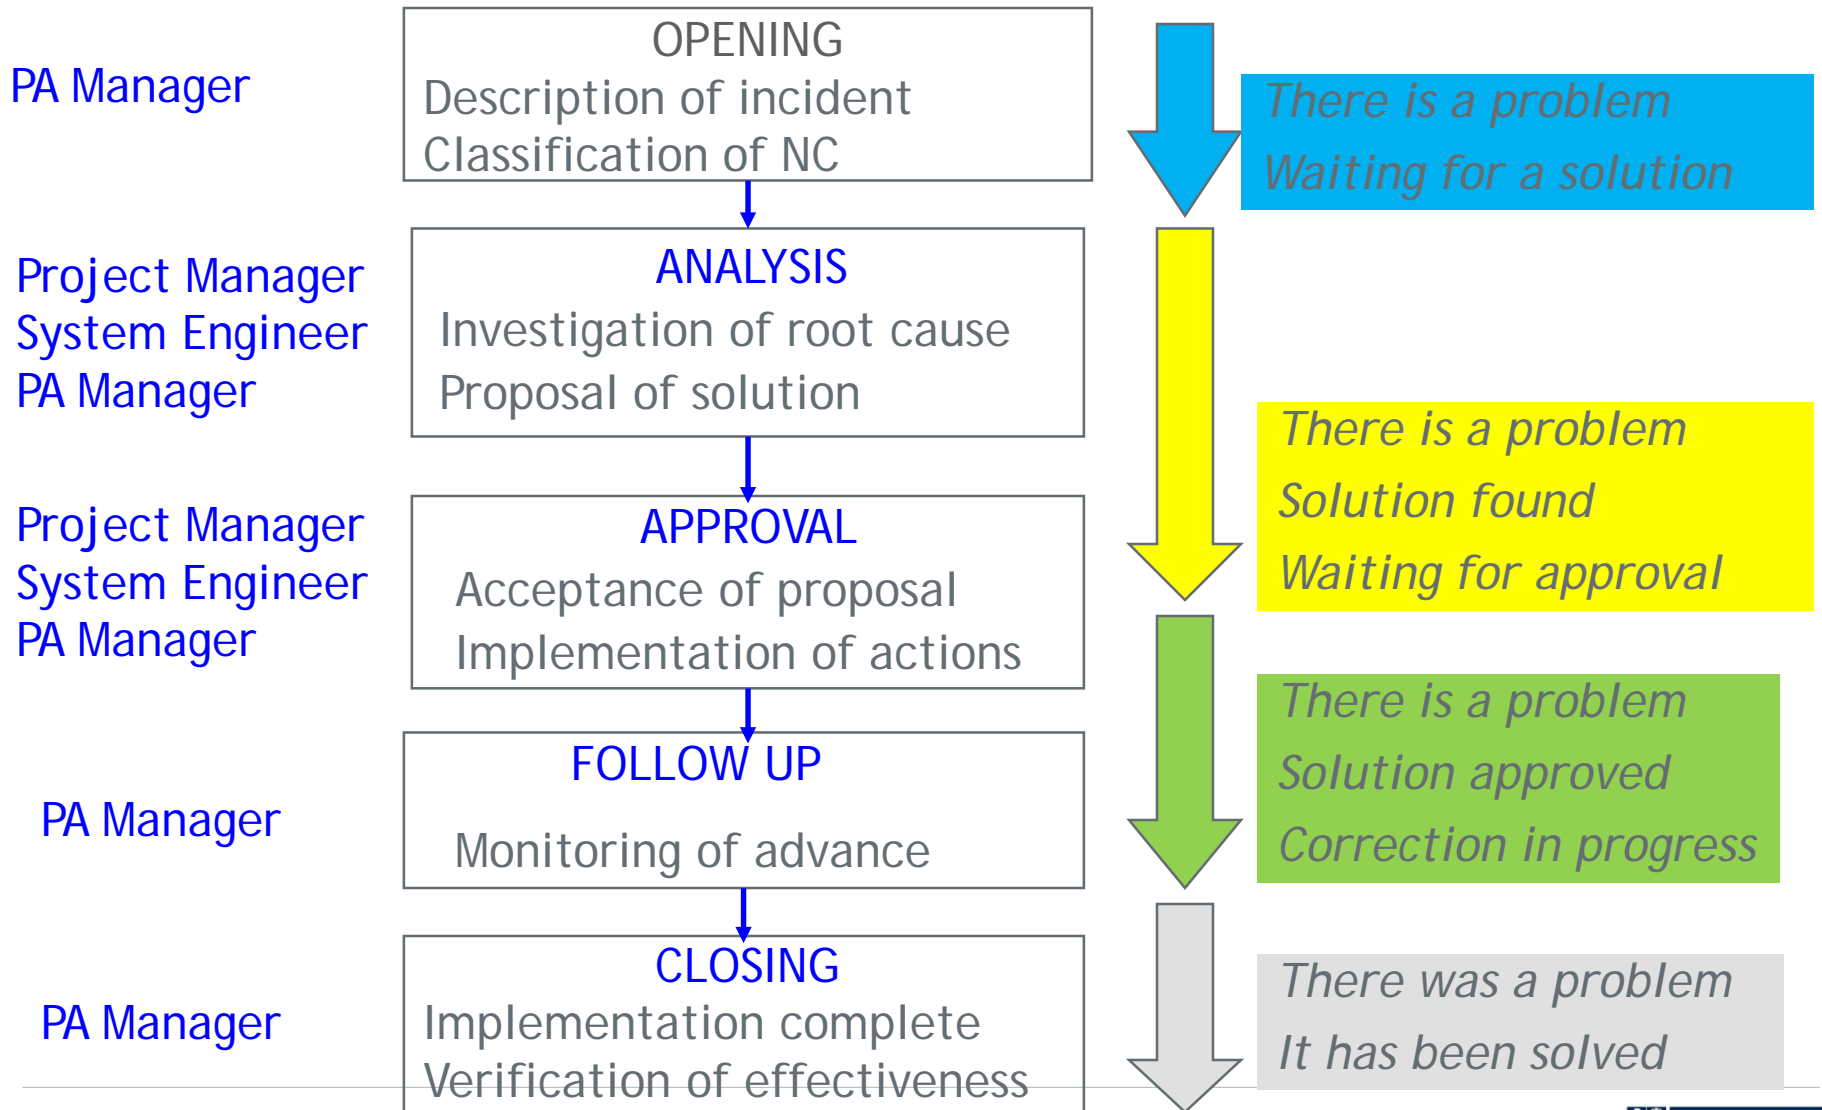 PA Manager
OPENING
Description of incident
Classification of NC
There is a problem
Waiting for a solution
Project Manager
System Engineer
PA Manager
ANALYSIS
Investigation of root cause
Proposal of solution
There is a problem
Solution found
Waiting for approval
Project Manager
System Engineer
PA Manager
APPROVAL
Acceptance of proposal
Implementation of actions
There is a problem
Solution approved
Correction in progress
PA Manager
FOLLOW UP
Monitoring of advance
PA Manager
CLOSING
Implementation complete
Verification of effectiveness
There was a problem
It has been solved